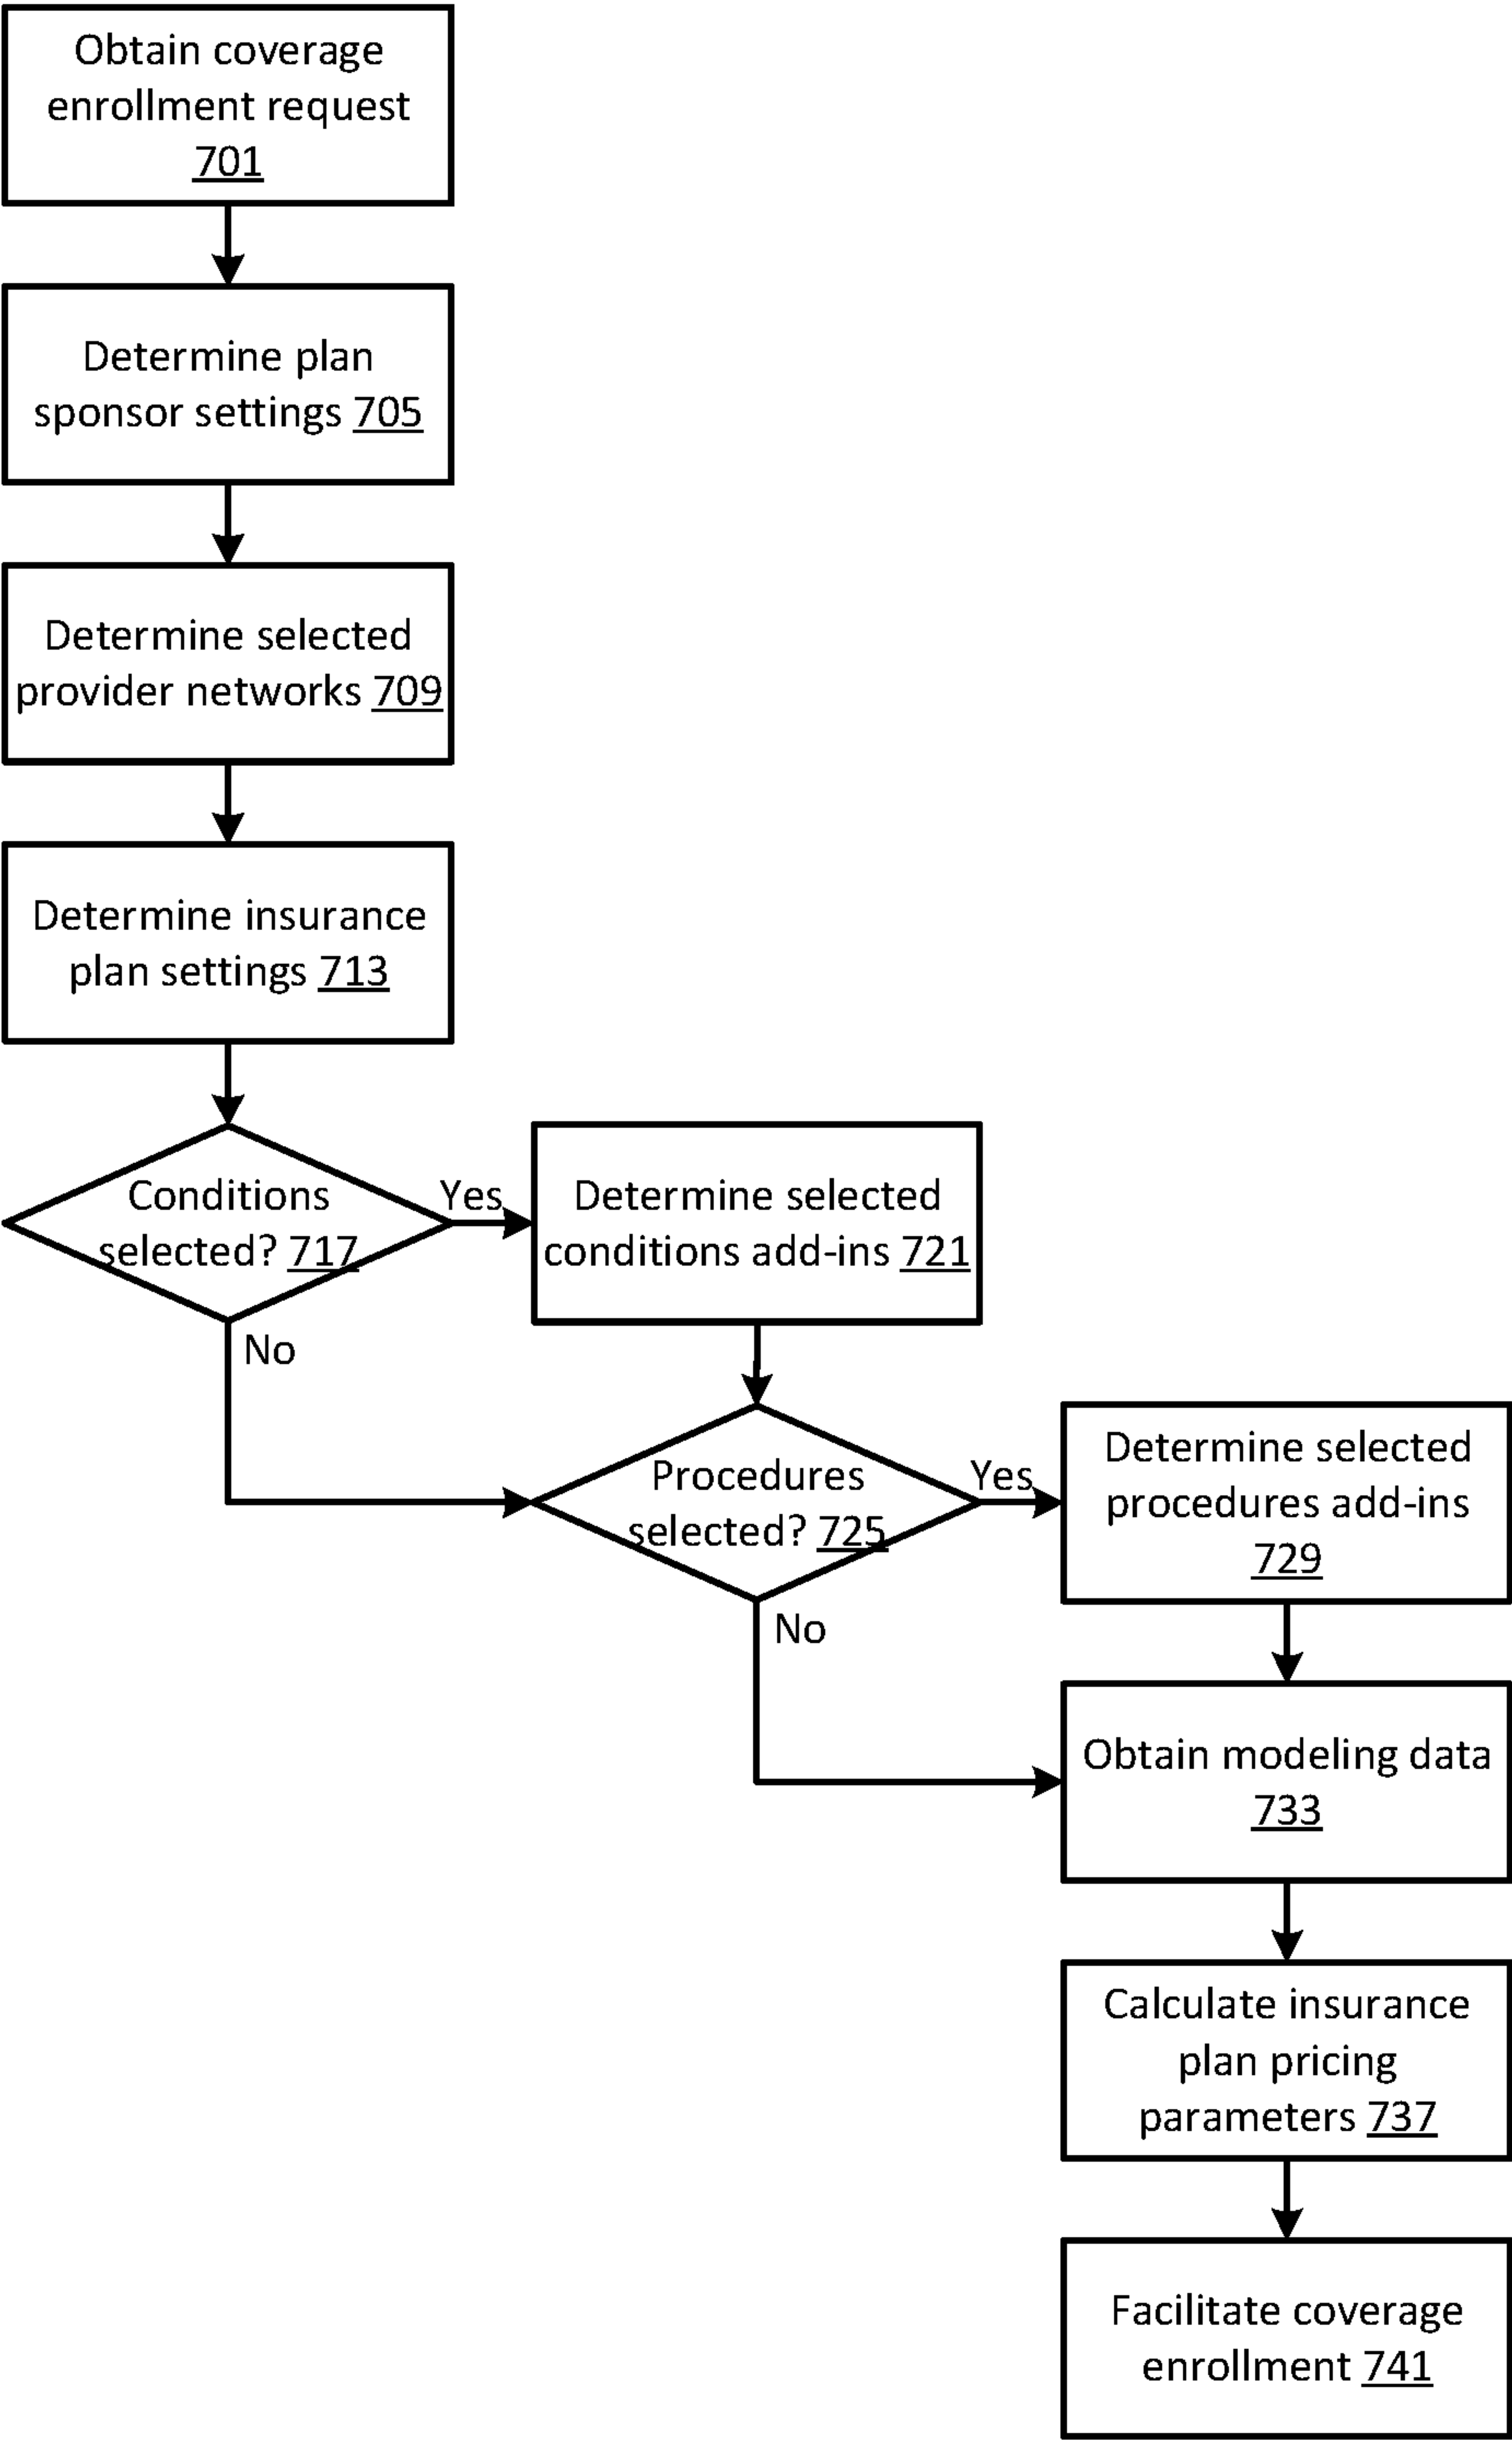 Obtain coverage
enrollment request
701
Determine plan
sponsor settings 705
Determine selected
provider networks 709
Determine insurance
plan settings 713
Conditions
selected? 717
Yes
No
Determine selected
conditions add-ins 721
Procedures
selected? 725
Yes
No
Determine selected
procedures add-ins
729
Obtain modeling data
733
Calculate insurance
plan pricing
parameters 737
Facilitate coverage
enrollment 741